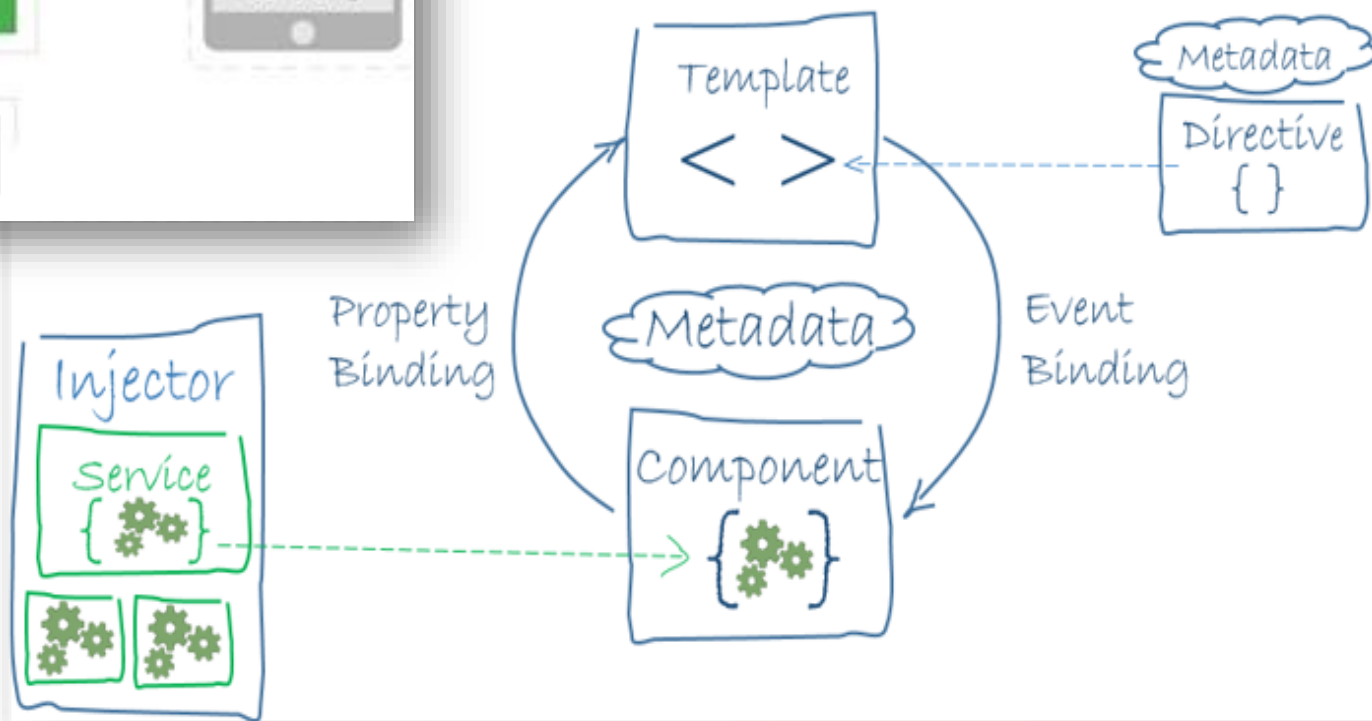 Template
< >
Metadata
Directive
{ }
Property
Binding
Metadata
Event
Binding
Injector
Service
{ }
Component
{ }